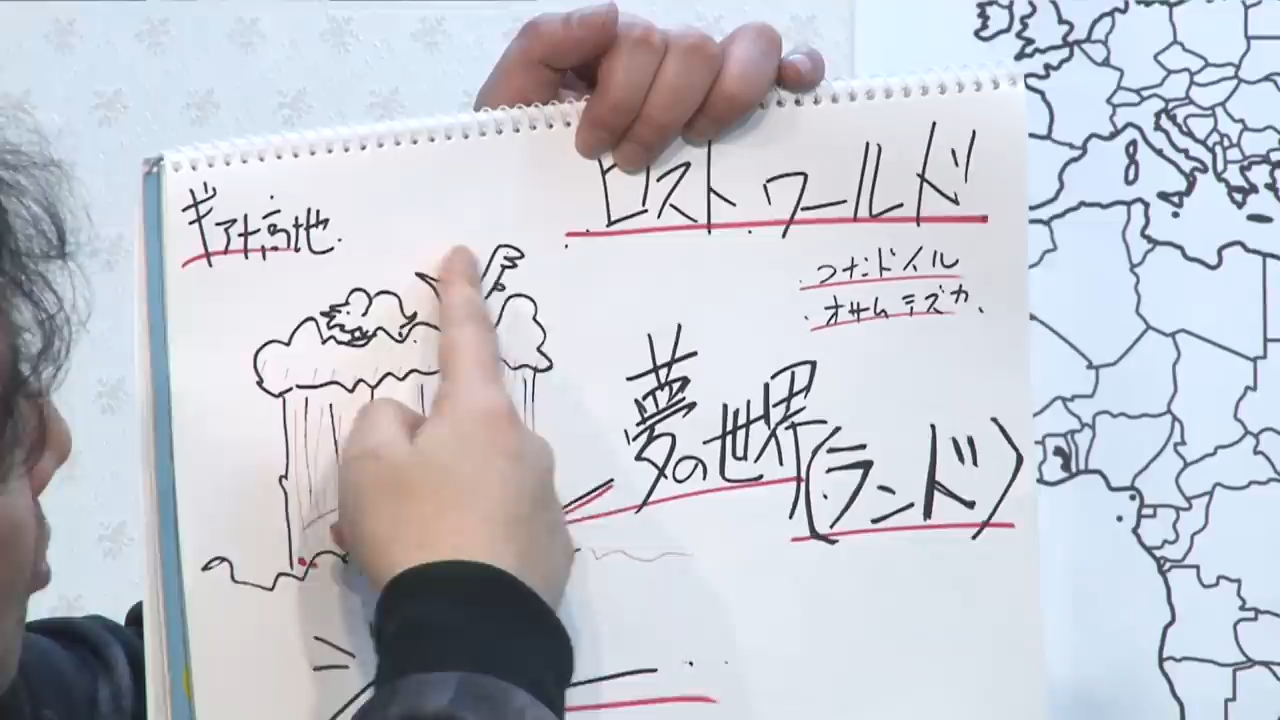 ギアナ高地
ロストワールド
コナンドイル
オサムテズカ
夢の世界(ランド)